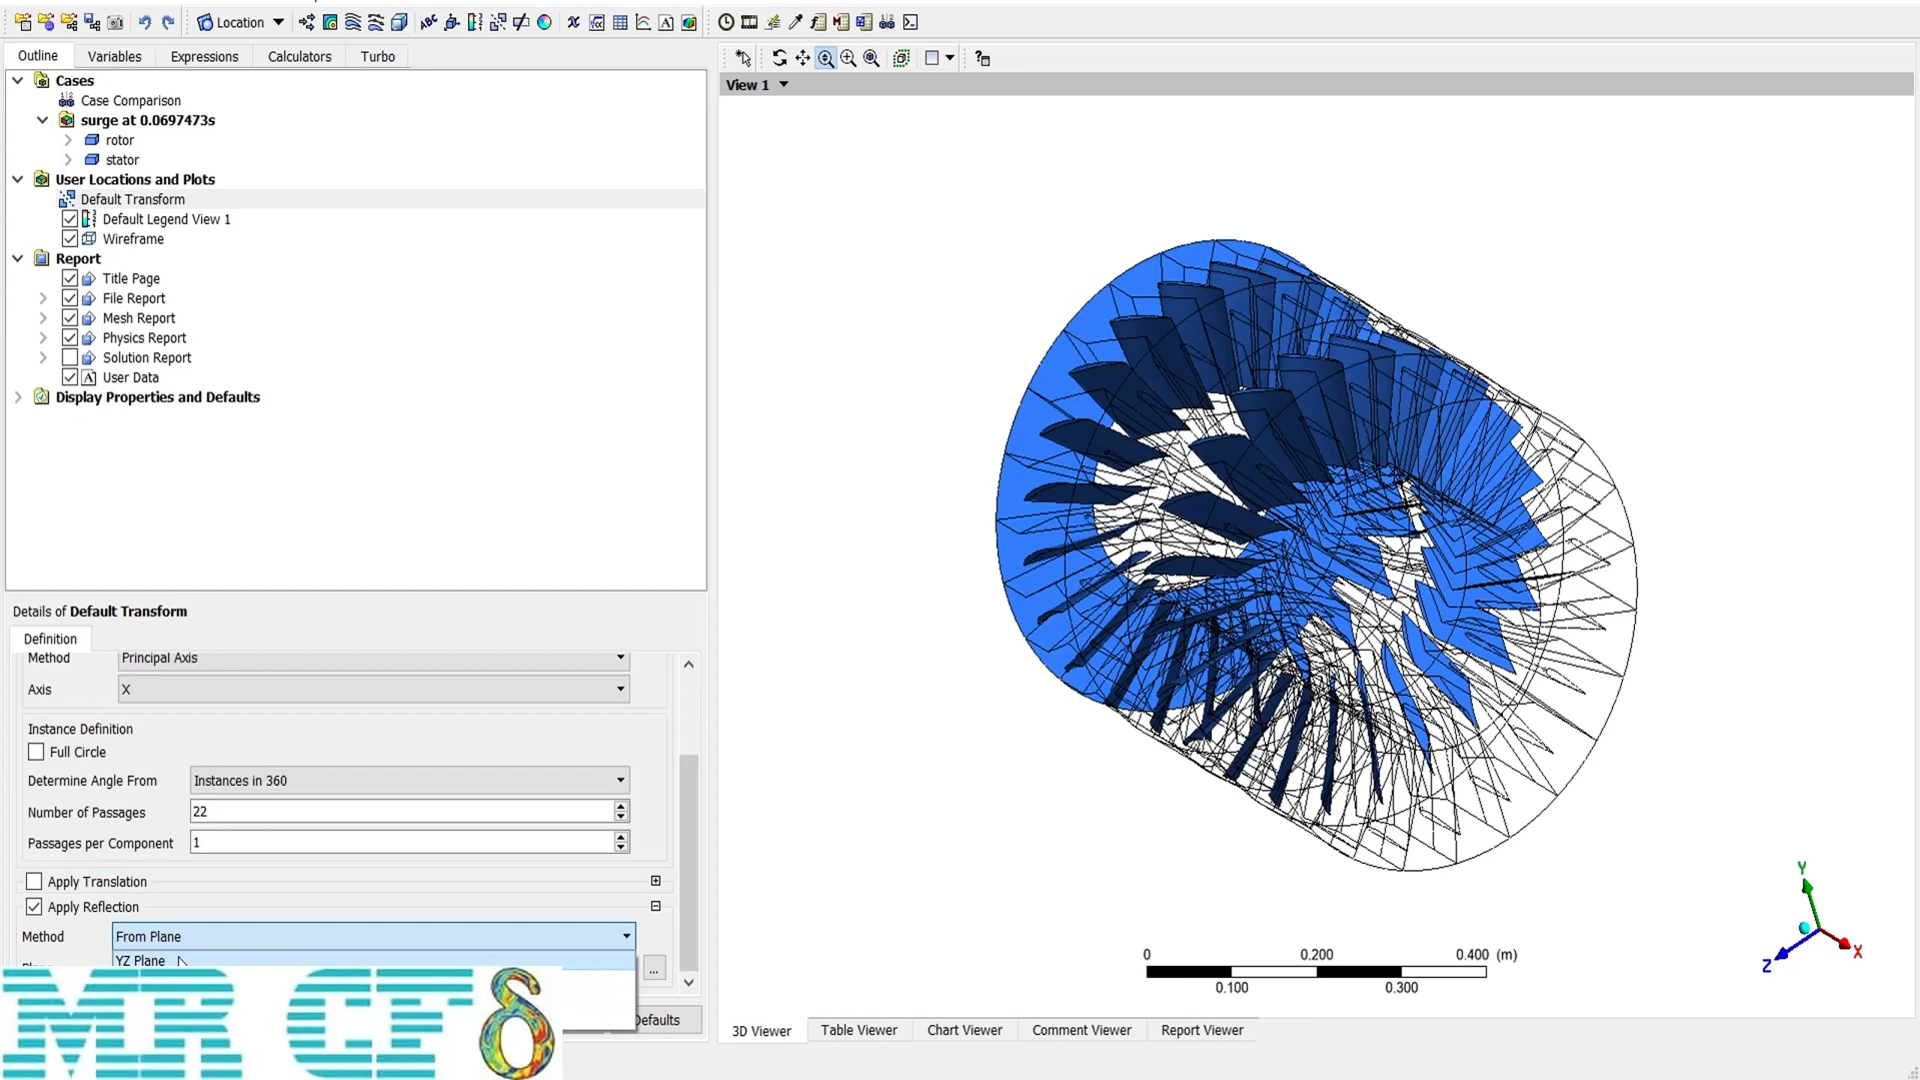 Location
Outline
Variables
Expressions
Calculators
Turbo
Cases
Case Comparison
surge at 0.0697473s
rotor
stator
User Locations and Plots
Default Transform
Default Legend View 1
Wireframe
Report
Title Page
File Report
Mesh Report
Physics Report
Solution Report
User Data
Display Properties and Defaults
Details of Default Transform
Definition
Method Principal Axis
Axis X
Instance Definition
Full Circle
Determine Angle From Instances in 360
Number of Passages 22
Passages per Component 1
Apply Translation
Apply Reflection
Method From Plane
YZ Plane
...
Defaults
MR CF
View 1
Y
X
Z
0 0.200 0.400 (m)
0.100 0.300
3D Viewer
Table Viewer
Chart Viewer
Comment Viewer
Report Viewer